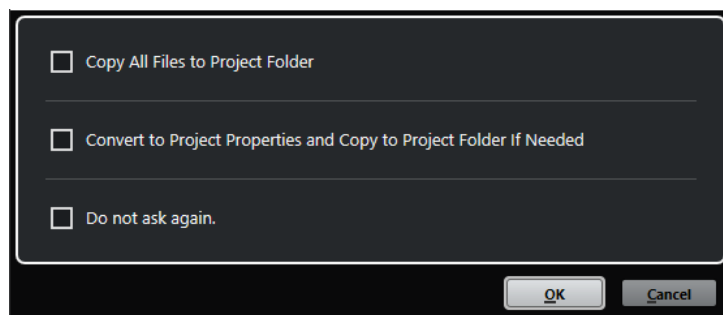 Copy All Files to Project Folder
Convert to Project Properties and Copy to Project Folder If Needed
Do not ask again.
OK
Cancel